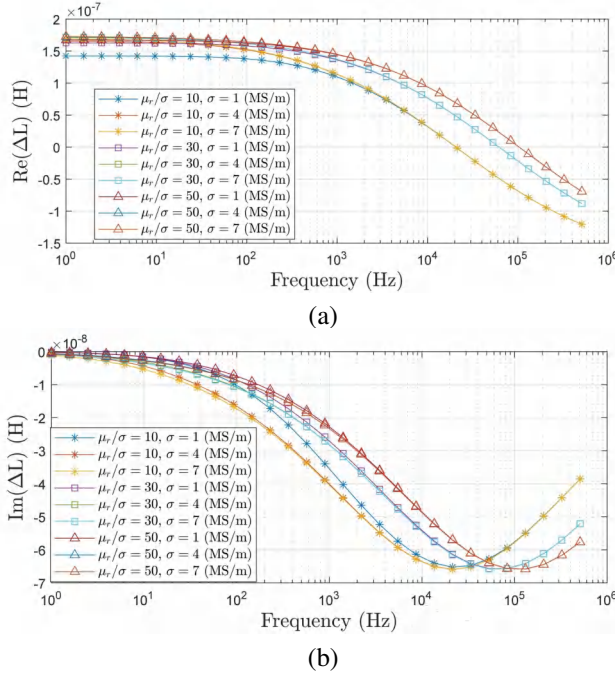 ×10⁻⁷
2
1.5
1
0.5
0
-0.5
-1
-1.5
Re(ΔL) (H)
μᵣ/σ = 10, σ = 1 (MS/m)
μᵣ/σ = 10, σ = 4 (MS/m)
μᵣ/σ = 10, σ = 7 (MS/m)
μᵣ/σ = 30, σ = 1 (MS/m)
μᵣ/σ = 30, σ = 4 (MS/m)
μᵣ/σ = 30, σ = 7 (MS/m)
μᵣ/σ = 50, σ = 1 (MS/m)
μᵣ/σ = 50, σ = 4 (MS/m)
μᵣ/σ = 50, σ = 7 (MS/m)
10⁰ 10¹ 10² 10³ 10⁴ 10⁵ 10⁶
Frequency (Hz)
(a)
×10⁻⁸
0
-1
-2
-3
-4
-5
-6
-7
Im(ΔL) (H)
μᵣ/σ = 10, σ = 1 (MS/m)
μᵣ/σ = 10, σ = 4 (MS/m)
μᵣ/σ = 10, σ = 7 (MS/m)
μᵣ/σ = 30, σ = 1 (MS/m)
μᵣ/σ = 30, σ = 4 (MS/m)
μᵣ/σ = 30, σ = 7 (MS/m)
μᵣ/σ = 50, σ = 1 (MS/m)
μᵣ/σ = 50, σ = 4 (MS/m)
μᵣ/σ = 50, σ = 7 (MS/m)
10⁰ 10¹ 10² 10³ 10⁴ 10⁵ 10⁶
Frequency (Hz)
(b)